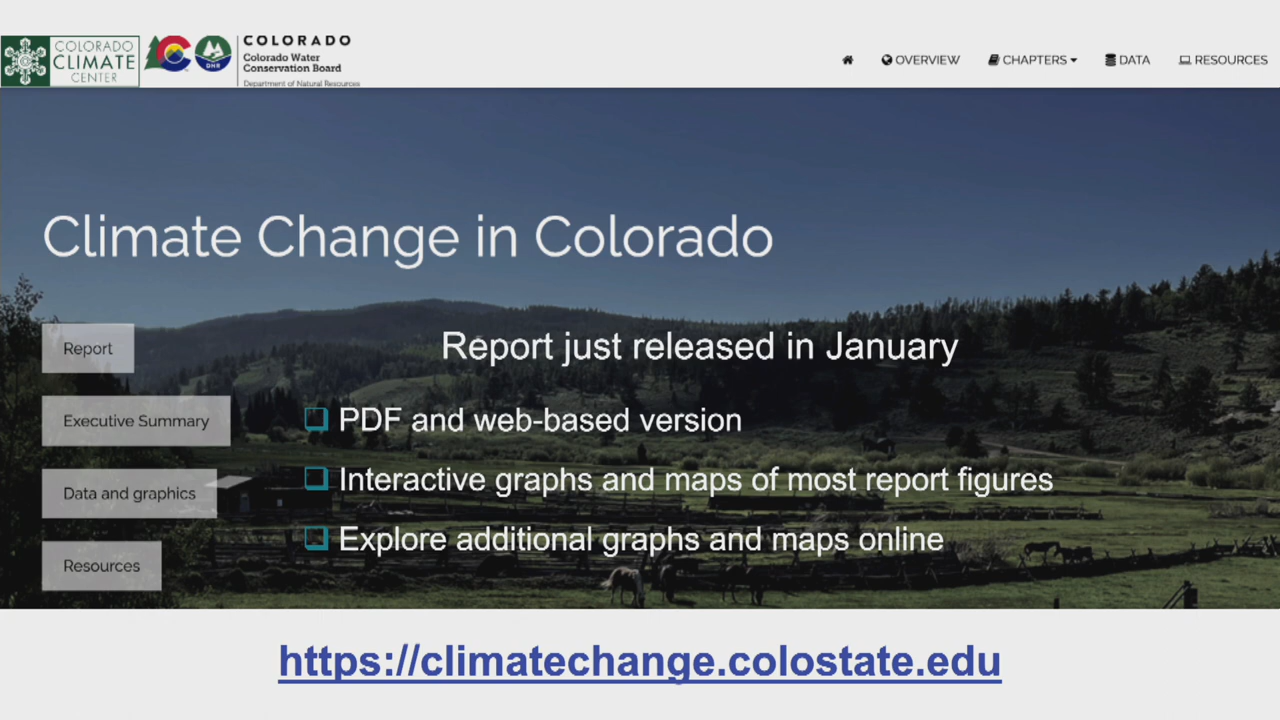 COLORADO
CLIMATE
CENTER
DNR
COLORADO
Colorado Water
Conservation Board
Department of Natural Resources
OVERVIEW
CHAPTERS
DATA
RESOURCES
Climate Change in Colorado
Report
Report just released in January
Executive Summary
PDF and web-based version
Data and graphics
Interactive graphs and maps of most report figures
Explore additional graphs and maps online
Resources
https://climatechange.colostate.edu